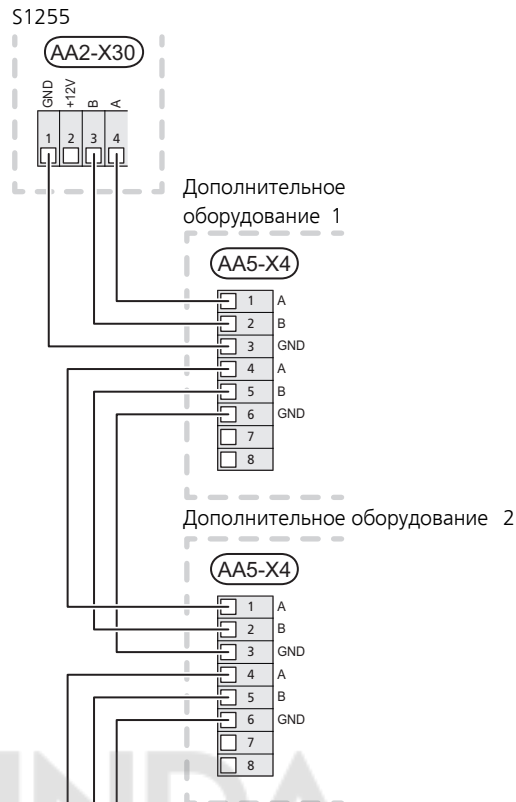 S1255
AA2-X30
GND
+12V
B
A
1 2 3 4
Дополнительное
оборудование 1
AA5-X4
1 A
2 B
3 GND
4 A
5 B
6 GND
7
8
Дополнительное оборудование 2
AA5-X4
1 A
2 B
3 GND
4 A
5 B
6 GND
7
8